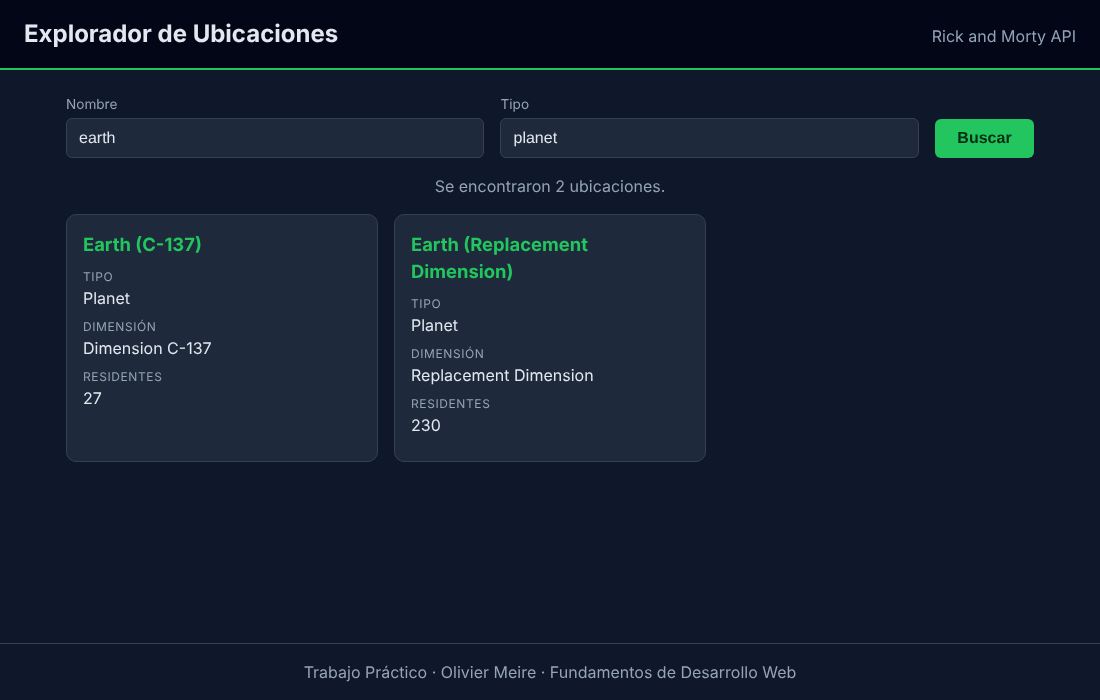 Explorador de Ubicaciones
Rick and Morty API
Nombre
Tipo
earth
planet
Buscar
Se encontraron 2 ubicaciones.
Earth (C-137)
TIPO
Planet
DIMENSIÓN
Dimension C-137
RESIDENTES
27
Earth (Replacement
Dimension)
TIPO
Planet
DIMENSIÓN
Replacement Dimension
RESIDENTES
230
Trabajo Práctico · Olivier Meire · Fundamentos de Desarrollo Web